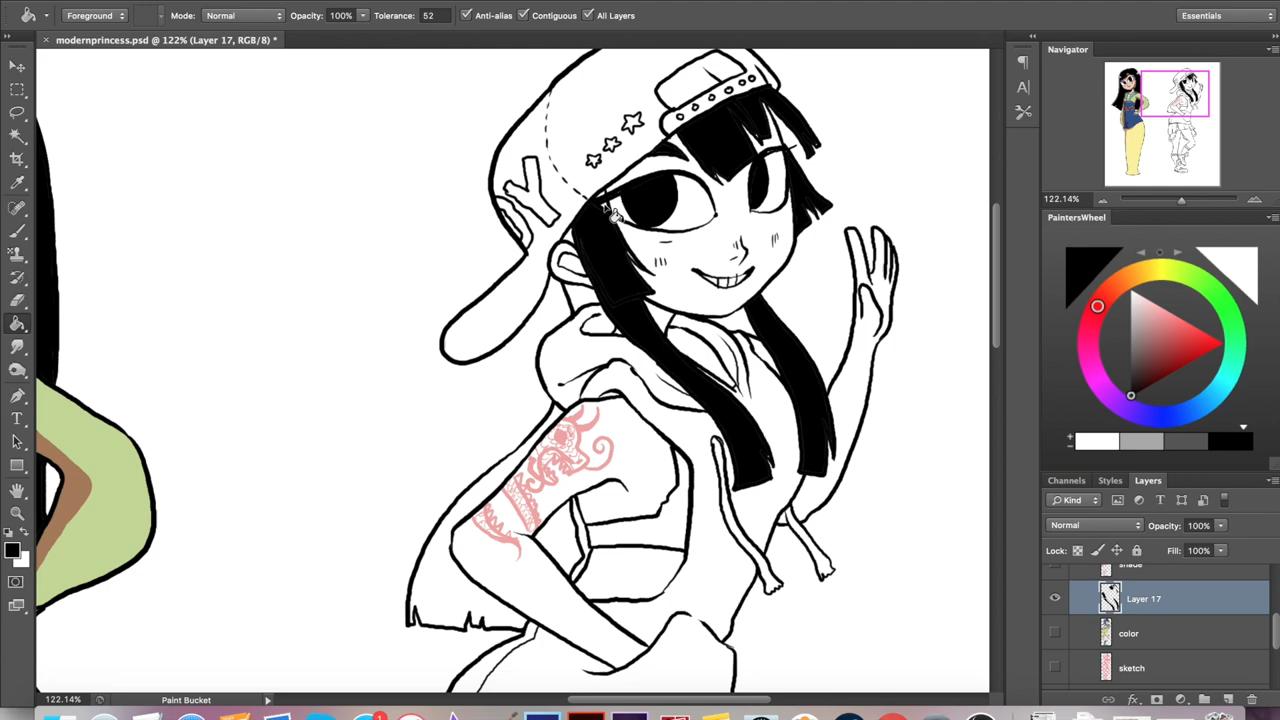 Foreground Mode: Normal Opacity: 100% Tolerance: 52 Anti-alias Contiguous All Layers Essentials
modernprincess.psd @ 122% (Layer 17, RGB/8) *
Navigator
122.14%
PaintersWheel
Channels Styles Layers
Kind
Normal Opacity: 100%
Lock: Fill: 100%
shade
Layer 17
color
sketch
122.14% Paint Bucket